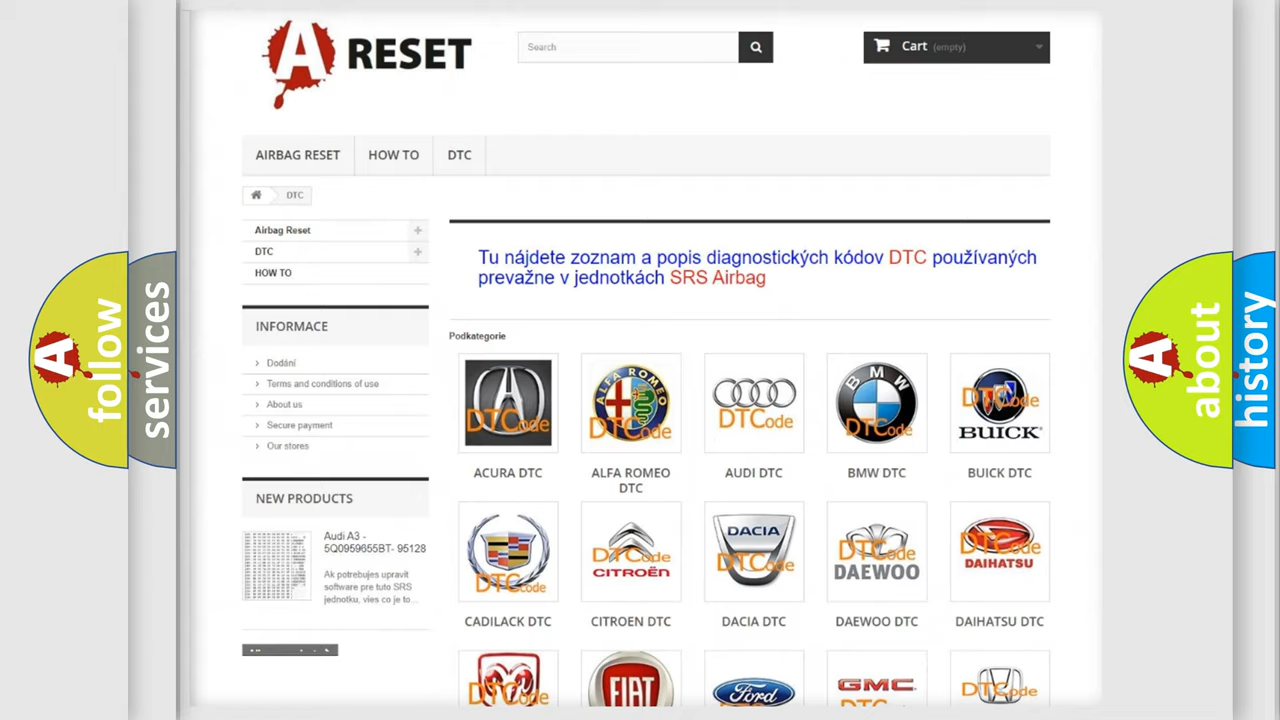 A RESET
Search
Cart (empty)
AIRBAG RESET
HOW TO
DTC
DTC
Airbag Reset
DTC
HOW TO
Tu nájdete zoznam a popis diagnostických kódov DTC používaných
prevažne v jednotkách SRS Airbag
INFORMACE
Dodání
Terms and conditions of use
About us
Secure payment
Our stores
Podkategorie
DTCode
ALFA ROMEO
DTCode
DTCode
BMW
DTCode
DTCode
BUICK
ACURA DTC
ALFA ROMEO
DTC
AUDI DTC
BMW DTC
BUICK DTC
NEW PRODUCTS
Audi A3 -
5Q0959655BT- 95128
Ak potrebujes upravit
software pre tuto SRS
jednotku, vies co je to...
DTCode
DTCode
CITROËN
DACIA
DTCode
DTCode
DAEWOO
DTCode
DAIHATSU
CADILACK DTC
CITROEN DTC
DACIA DTC
DAEWOO DTC
DAIHATSU DTC
DTCode
FIAT
Ford
GMC
DTCode
A follow
services
A about
history